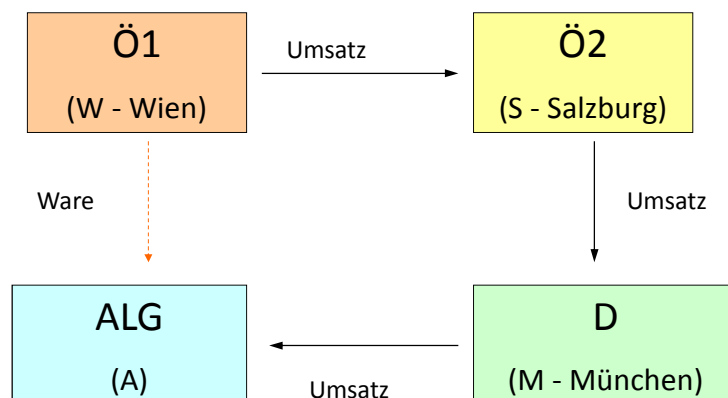 Ö1
(W - Wien)
Umsatz
Ö2
(S - Salzburg)
Ware
Umsatz
ALG
(A)
Umsatz
D
(M - München)